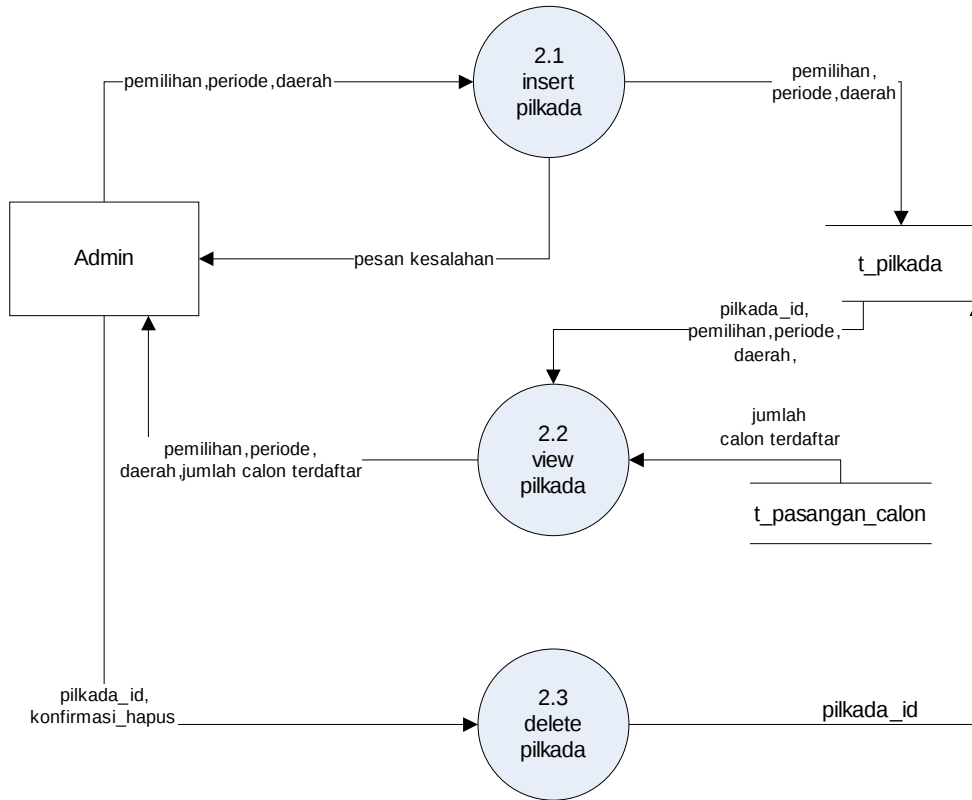 2.1
insert
pilkada
pemilihan,periode,daerah
pemilihan,
periode,daerah
Admin
pesan kesalahan
t_pilkada
pilkada_id,
pemilihan,periode,
daerah,
2.2
view
pilkada
jumlah
calon terdaftar
pemilihan,periode,
daerah,jumlah calon terdaftar
t_pasangan_calon
2.3
delete
pilkada
pilkada_id,
konfirmasi_hapus
pilkada_id